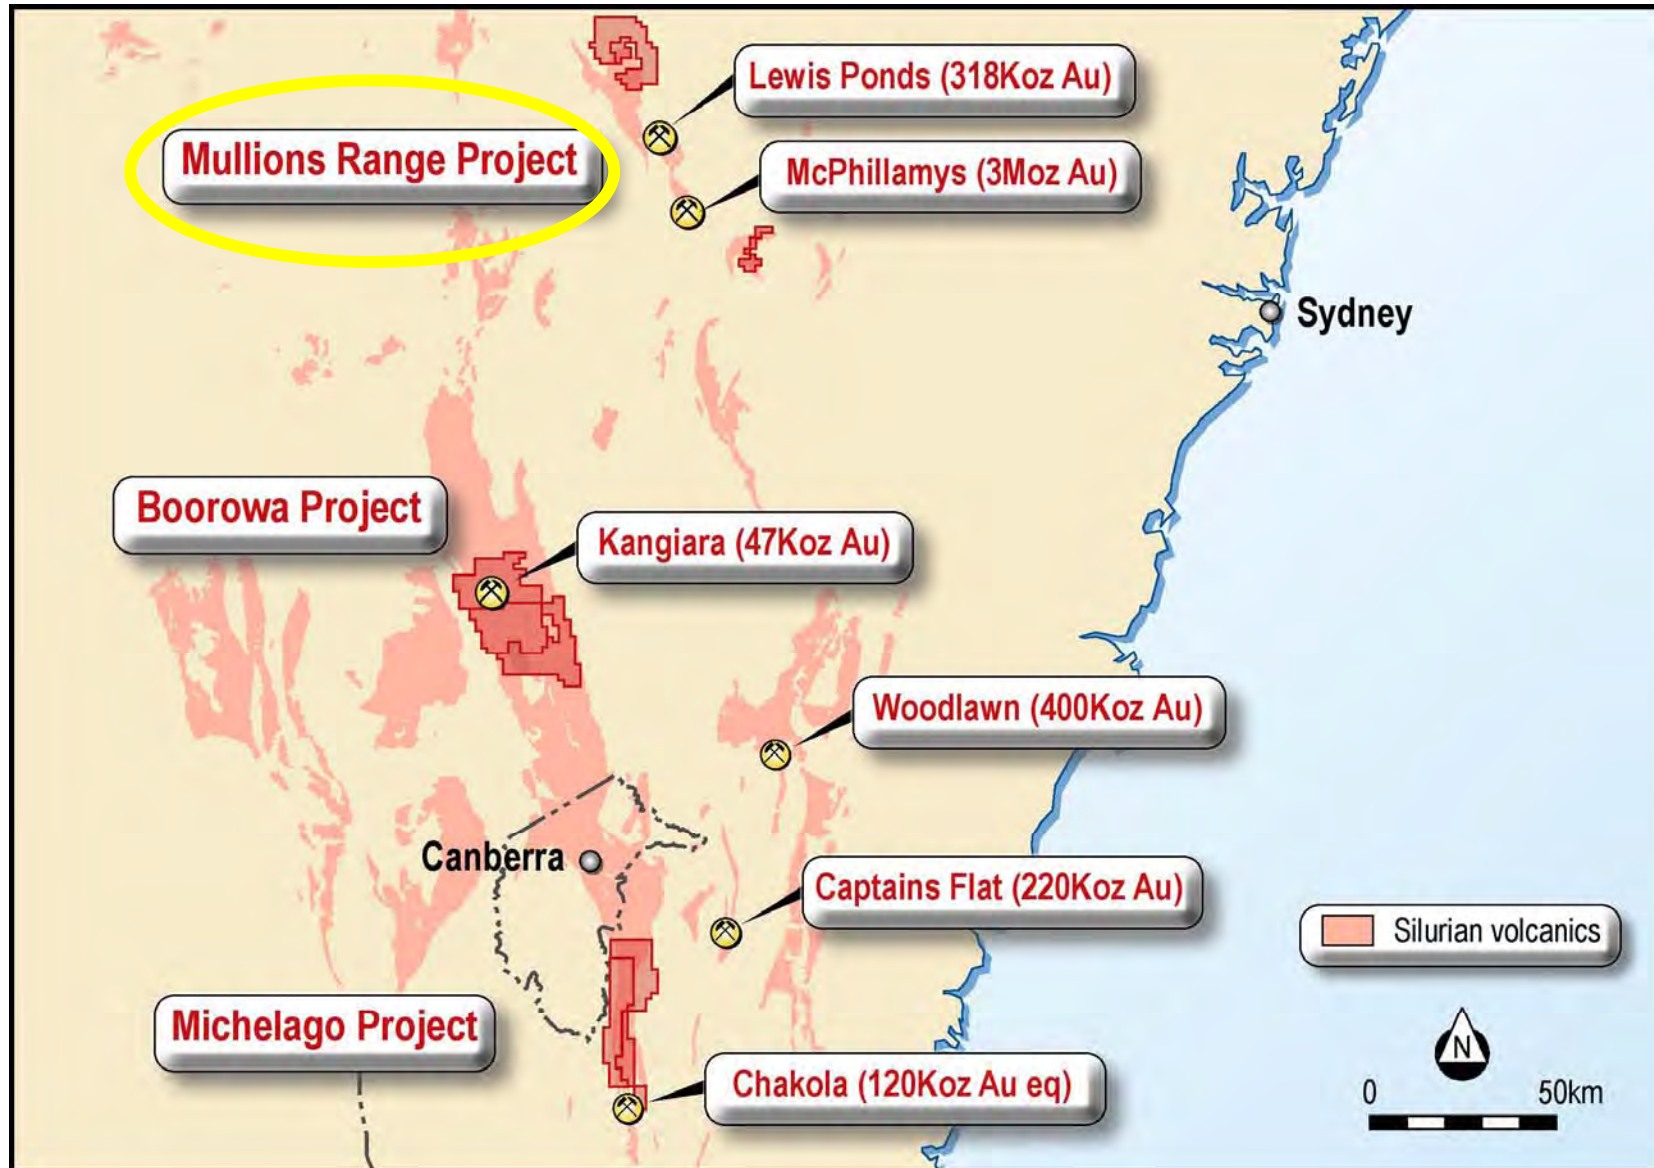 Lewis Ponds (318Koz Au)
Mullions Range Project
McPhillamys (3Moz Au)
Sydney
Boorowa Project
Kangiara (47Koz Au)
Woodlawn (400Koz Au)
Canberra
Captains Flat (220Koz Au)
Silurian volcanics
Michelago Project
N
Chakola (120Koz Au eq)
0 50km